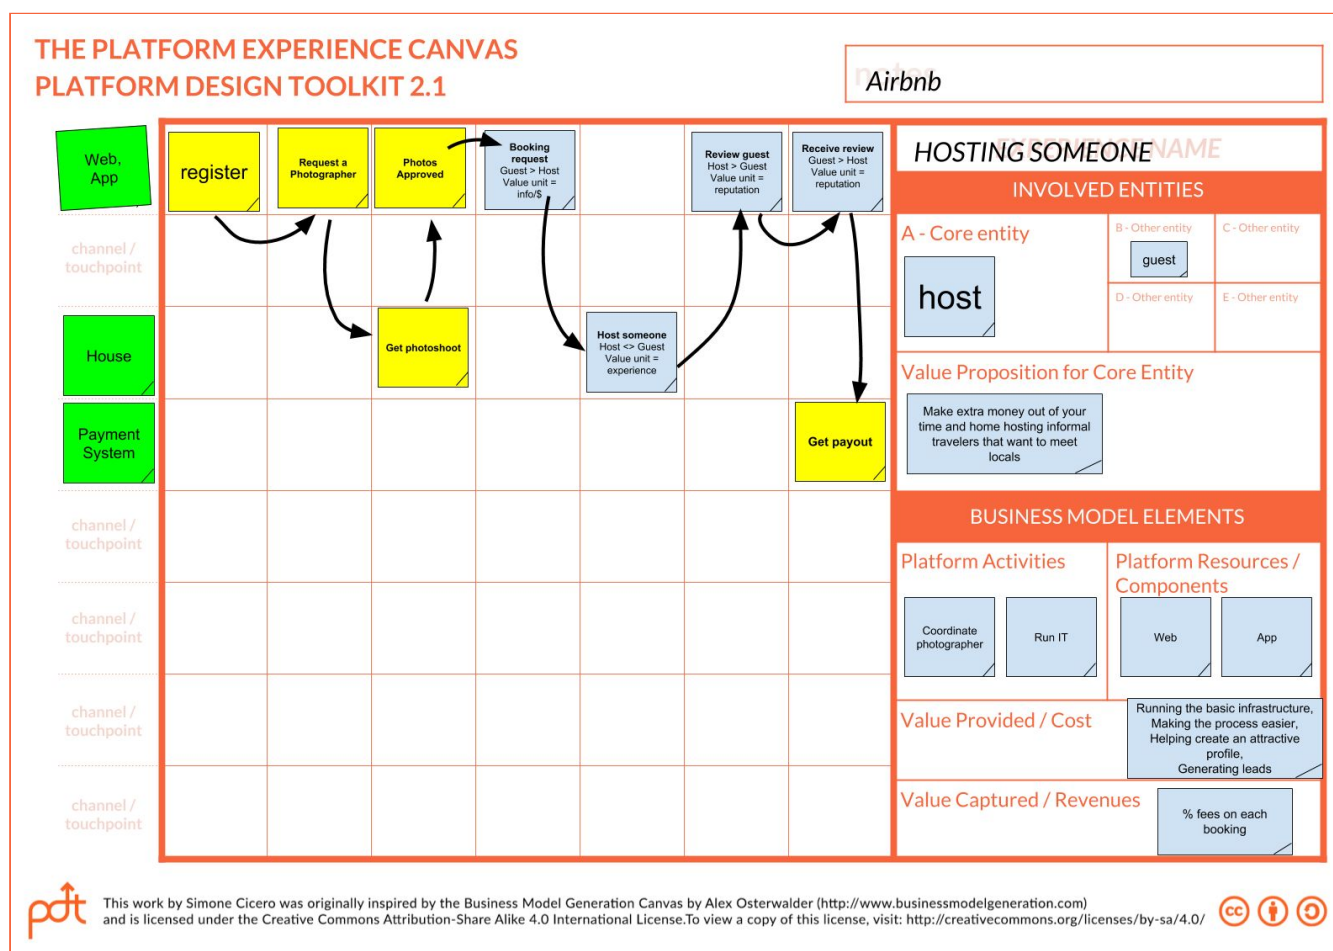 THE PLATFORM EXPERIENCE CANVAS
PLATFORM DESIGN TOOLKIT 2.1
notes
Airbnb
Web,
App
register
Request a
Photographer
Photos
Approved
Booking
request
Guest > Host
Value unit =
info/$
Review guest
Host > Guest
Value unit =
reputation
Receive review
Guest > Host
Value unit =
reputation
channel /
touchpoint
House
Get photoshoot
Host someone
Host <> Guest
Value unit =
experience
Payment
System
Get payout
channel /
touchpoint
channel /
touchpoint
channel /
touchpoint
channel /
touchpoint
EXPERIENCE NAME
HOSTING SOMEONE
INVOLVED ENTITIES
A - Core entity
host
B - Other entity
guest
C - Other entity
D - Other entity
E - Other entity
Value Proposition for Core Entity
Make extra money out of your
time and home hosting informal
travelers that want to meet
locals
BUSINESS MODEL ELEMENTS
Platform Activities
Coordinate
photographer
Run IT
Platform Resources /
Components
Web
App
Value Provided / Cost
Running the basic infrastructure,
Making the process easier,
Helping create an attractive
profile,
Generating leads
Value Captured / Revenues
% fees on each
booking
pdt
This work by Simone Cicero was originally inspired by the Business Model Generation Canvas by Alex Osterwalder (http://www.businessmodelgeneration.com)
and is licensed under the Creative Commons Attribution-Share Alike 4.0 International License.To view a copy of this license, visit: http://creativecommons.org/licenses/by-sa/4.0/
cc